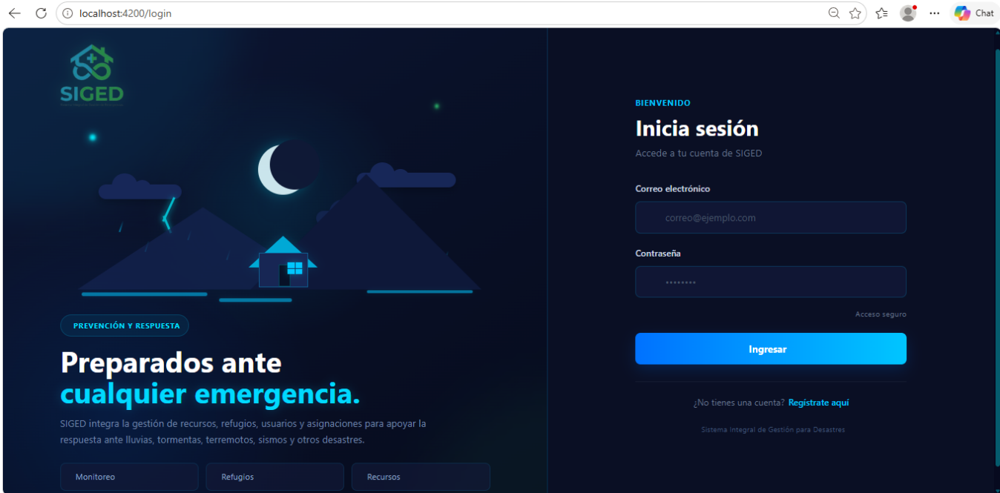 localhost:4200/login
Chat
SIGED
PREVENCIÓN Y RESPUESTA
Preparados ante
cualquier emergencia.
SIGED integra la gestión de recursos, refugios, usuarios y asignaciones para apoyar la
respuesta ante lluvias, tormentas, terremotos, sismos y otros desastres.
Monitoreo
Refugios
Recursos
BIENVENIDO
Inicia sesión
Accede a tu cuenta de SIGED
Correo electrónico
correo@ejemplo.com
Contraseña
••••••••
Acceso seguro
Ingresar
¿No tienes una cuenta? Regístrate aquí
Sistema Integral de Gestión para Desastres